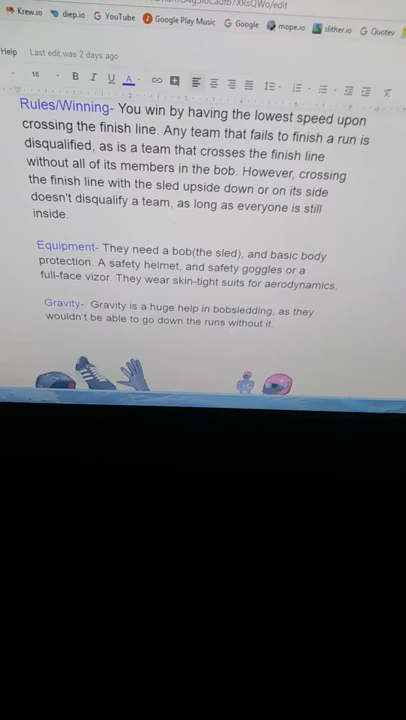 /edit
Krew.io diep.io YouTube Google Play Music Google mope.io slither.io Quotev
Help Last edit was 2 days ago
B I U A
Rules/Winning- You win by having the lowest speed upon
crossing the finish line. Any team that fails to finish a run is
disqualified, as is a team that crosses the finish line
without all of its members in the bob. However, crossing
the finish line with the sled upside down or on its side
doesn't disqualify a team, as long as everyone is still
inside.
Equipment- They need a bob(the sled), and basic body
protection. A safety helmet, and safety goggles or a
full-face vizor. They wear skin-tight suits for aerodynamics.
Gravity- Gravity is a huge help in bobsledding, as they
wouldn't be able to go down the runs without it.